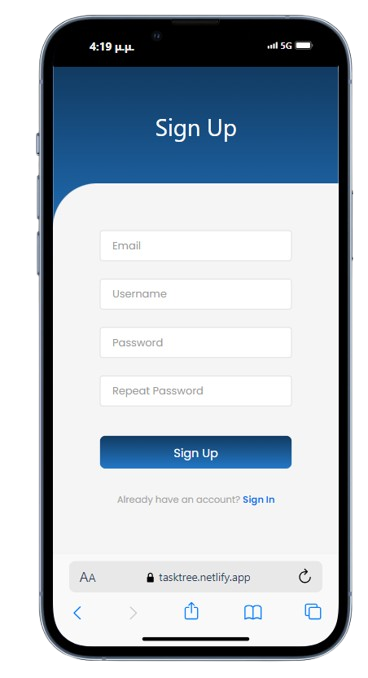 4:19 μ.μ.
5G
Sign Up
Email
Username
Password
Repeat Password
Sign Up
Already have an account? Sign In
AA
tasktree.netlify.app